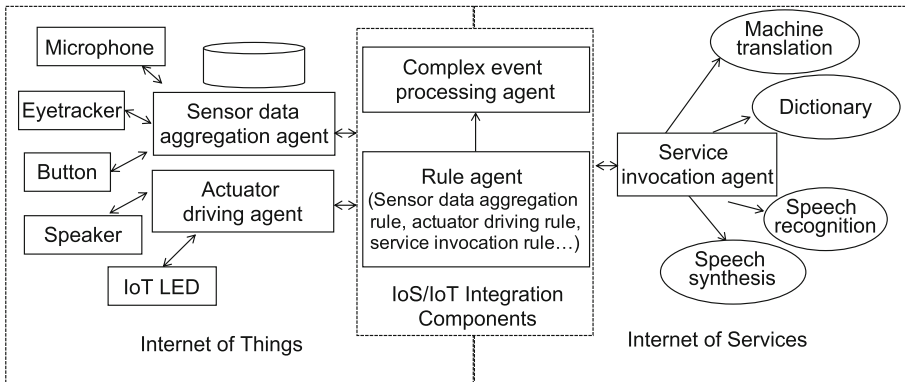 Microphone
Eyetracker
Button
Speaker
IoT LED
Sensor data
aggregation agent
Actuator
driving agent
Internet of Things
Complex event
processing agent
Rule agent
(Sensor data aggregation
rule, actuator driving rule,
service invocation rule…)
IoS/IoT Integration
Components
Service
invocation agent
Machine
translation
Dictionary
Speech
recognition
Speech
synthesis
Internet of Services